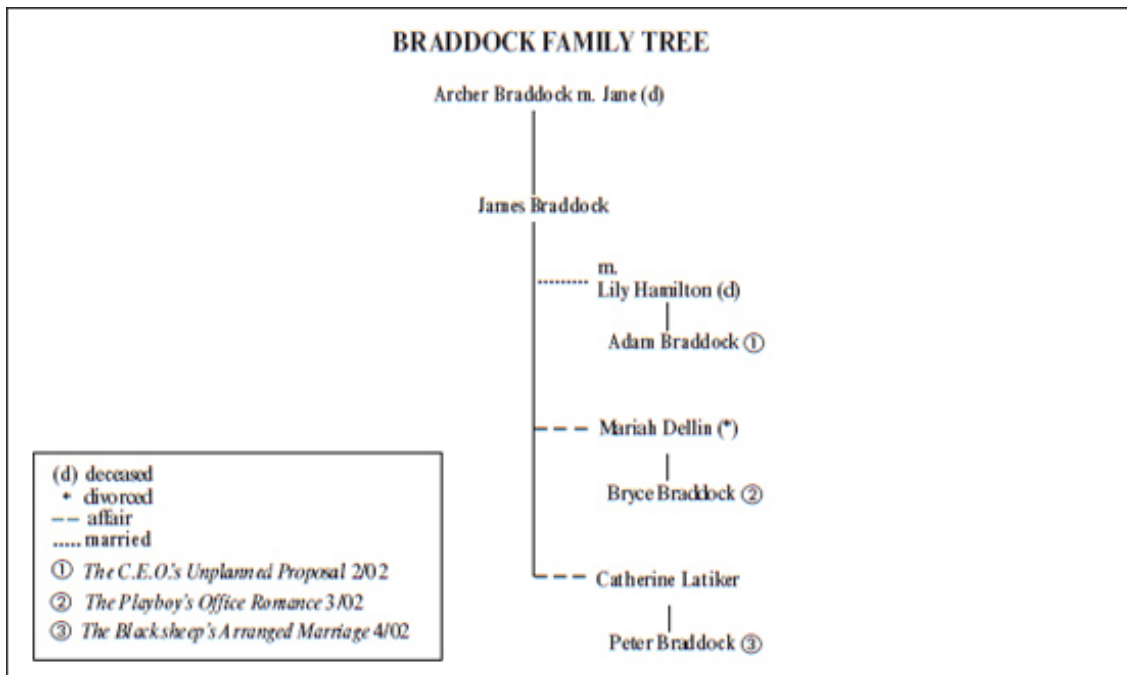 BRADDOCK FAMILY TREE
Archer Braddock m. Jane (d)
James Braddock
m.
Lily Hamilton (d)
Adam Braddock ①
Mariah Dellin (*)
Bryce Braddock ②
Catherine Latiker
Peter Braddock ③
(d) deceased
* divorced
– – affair
..... married
① The C.E.O.'s Unplanned Proposal 2/02
② The Playboy's Office Romance 3/02
③ The Blacksheep's Arranged Marriage 4/02